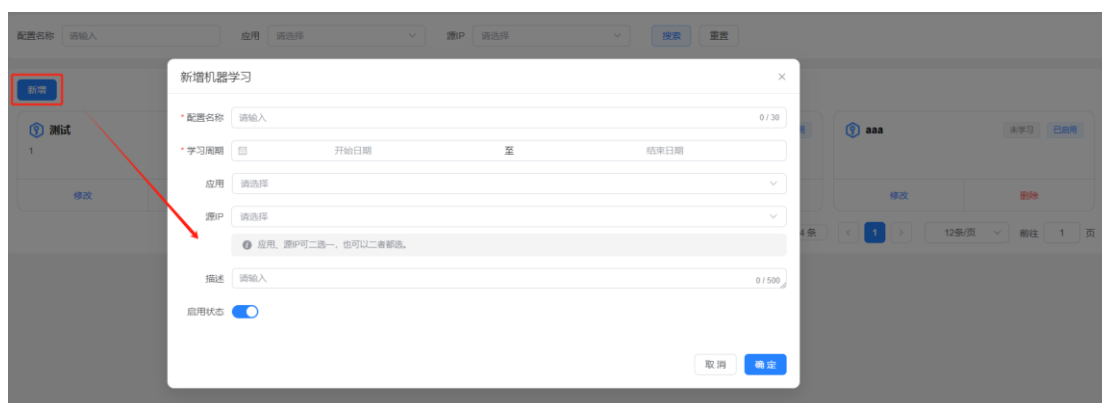 配置名称 请输入 应用 请选择 源IP 请选择 搜索 重置
新增
新增机器学习
* 配置名称 请输入 0 / 30
* 学习周期 开始日期 至 结束日期
应用 请选择
源IP 请选择
应用、源IP可二选一，也可以二者都选。
描述 请输入 0 / 500
启用状态
取消 确定
测试
1
修改
aaa 未学习 已启用
修改 删除
4 条 < 1 > 12条/页 前往 1 页